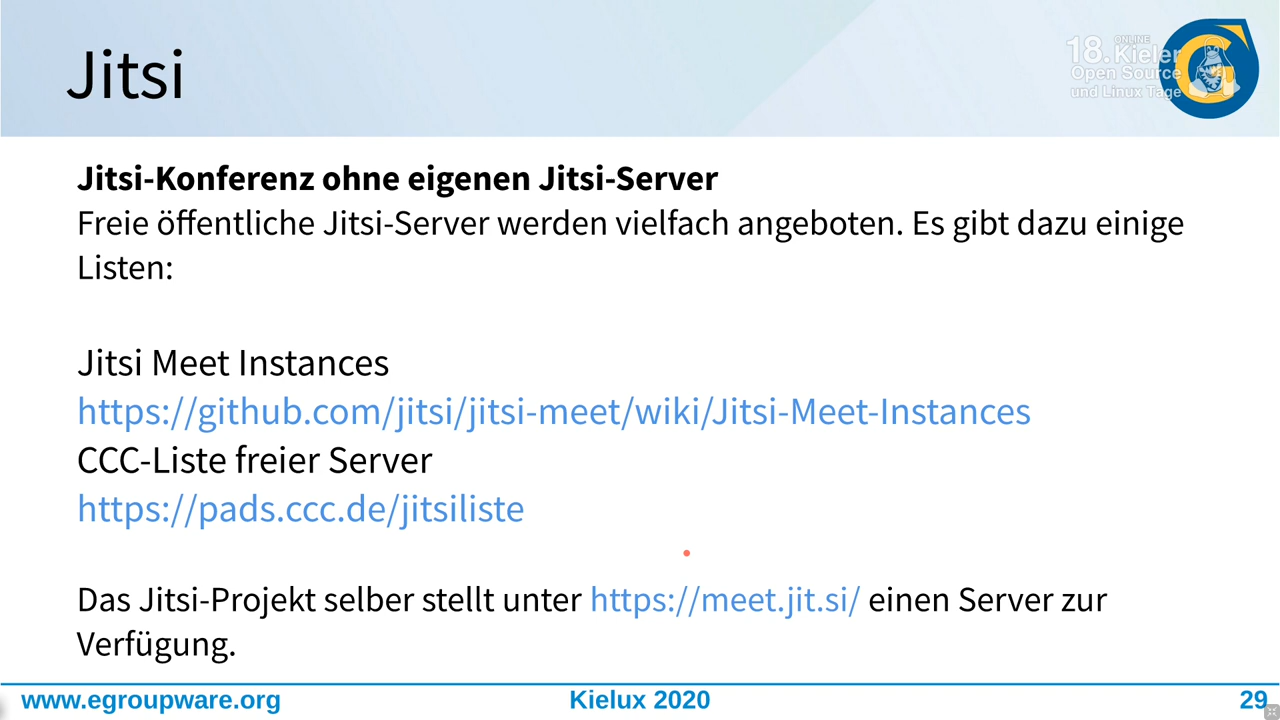 Jitsi
ONLINE
18. Kieler
Open Source
und Linux Tage
Jitsi-Konferenz ohne eigenen Jitsi-Server
Freie öffentliche Jitsi-Server werden vielfach angeboten. Es gibt dazu einige
Listen:
Jitsi Meet Instances
https://github.com/jitsi/jitsi-meet/wiki/Jitsi-Meet-Instances
CCC-Liste freier Server
https://pads.ccc.de/jitsiliste
Das Jitsi-Projekt selber stellt unter https://meet.jit.si/ einen Server zur
Verfügung.
www.egroupware.org
Kielux 2020
29